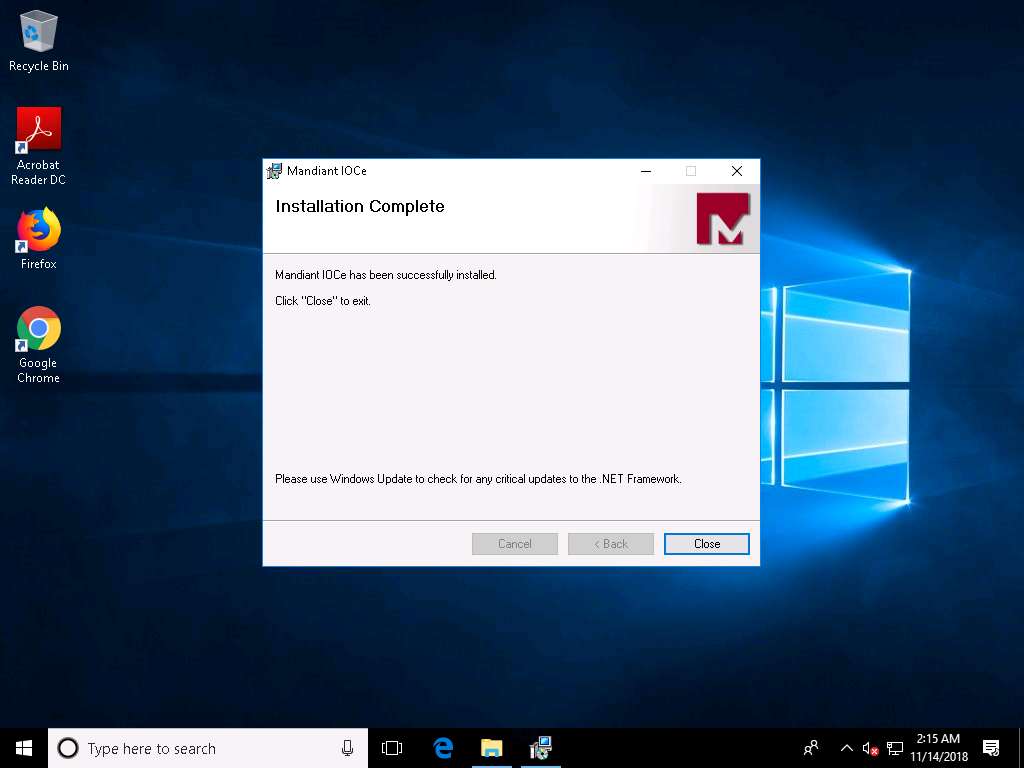 Recycle Bin
Acrobat
Reader DC
Firefox
Google
Chrome
Mandiant IOCe
Installation Complete
Mandiant IOCe has been successfully installed.
Click "Close" to exit.
Please use Windows Update to check for any critical updates to the .NET Framework.
Cancel
< Back
Close
Type here to search
2:15 AM
11/14/2018